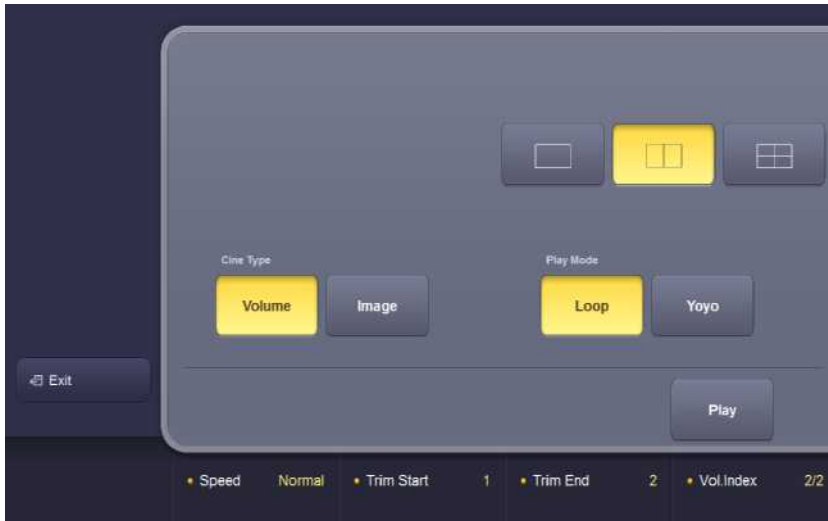 Cine Type
Play Mode
Volume
Image
Loop
Yoyo
Exit
Play
Speed Normal
Trim Start 1
Trim End 2
Vol.Index 2/2